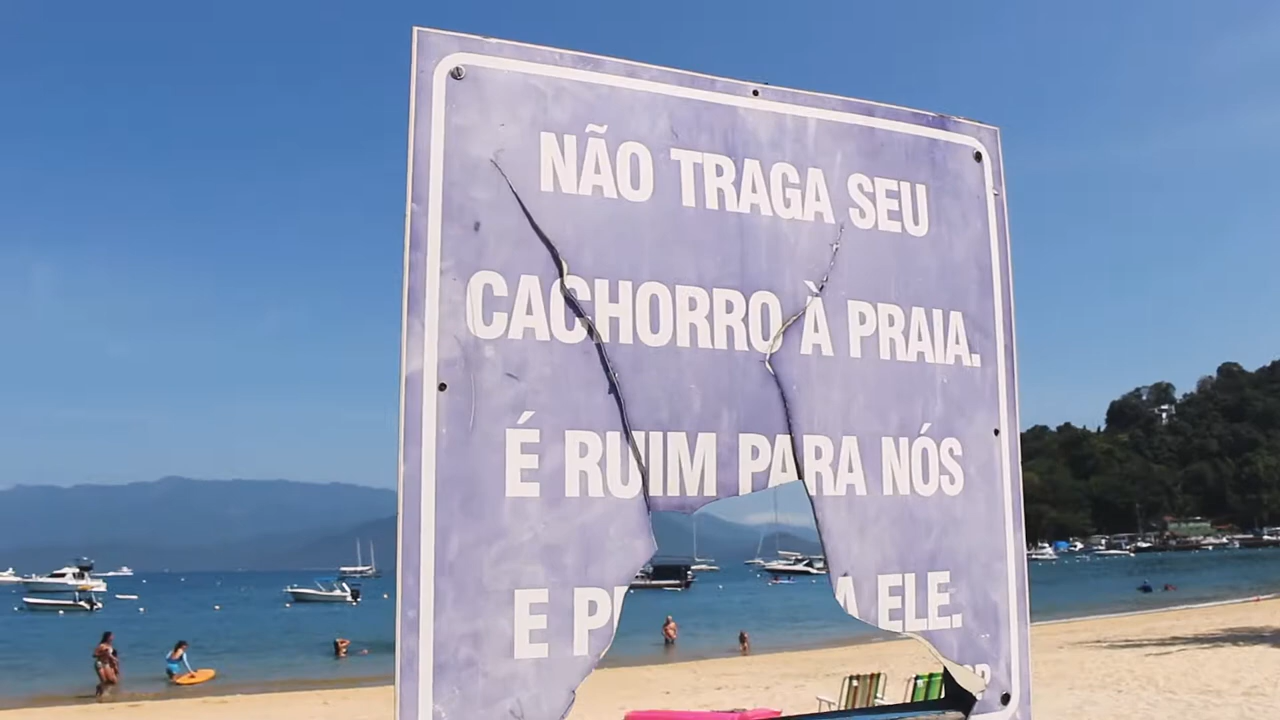 NÃO TRAGA SEU
CACHORRO À PRAIA.
É RUIM PARA NÓS
E ELE.